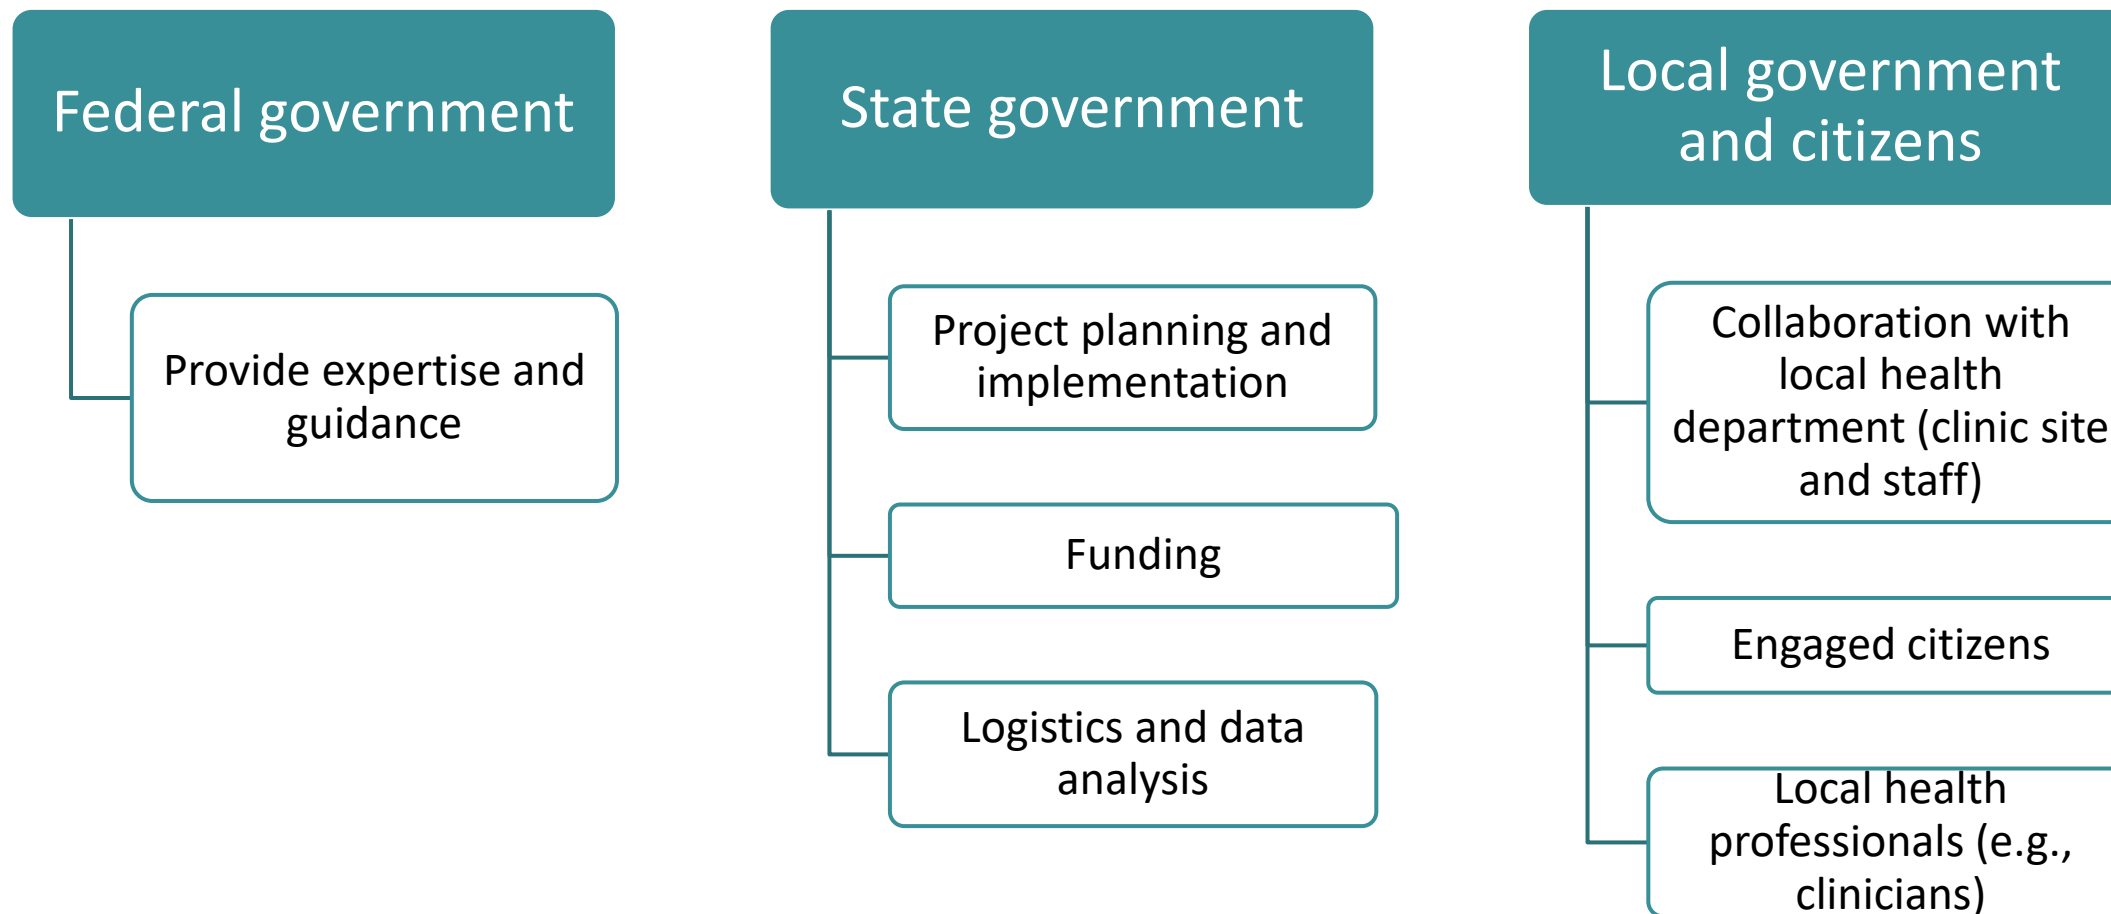 Federal government
Provide expertise and
guidance
State government
Project planning and
implementation
Funding
Logistics and data
analysis
Local government
and citizens
Collaboration with
local health
department (clinic site
and staff)
Engaged citizens
Local health
professionals (e.g.,
clinicians)